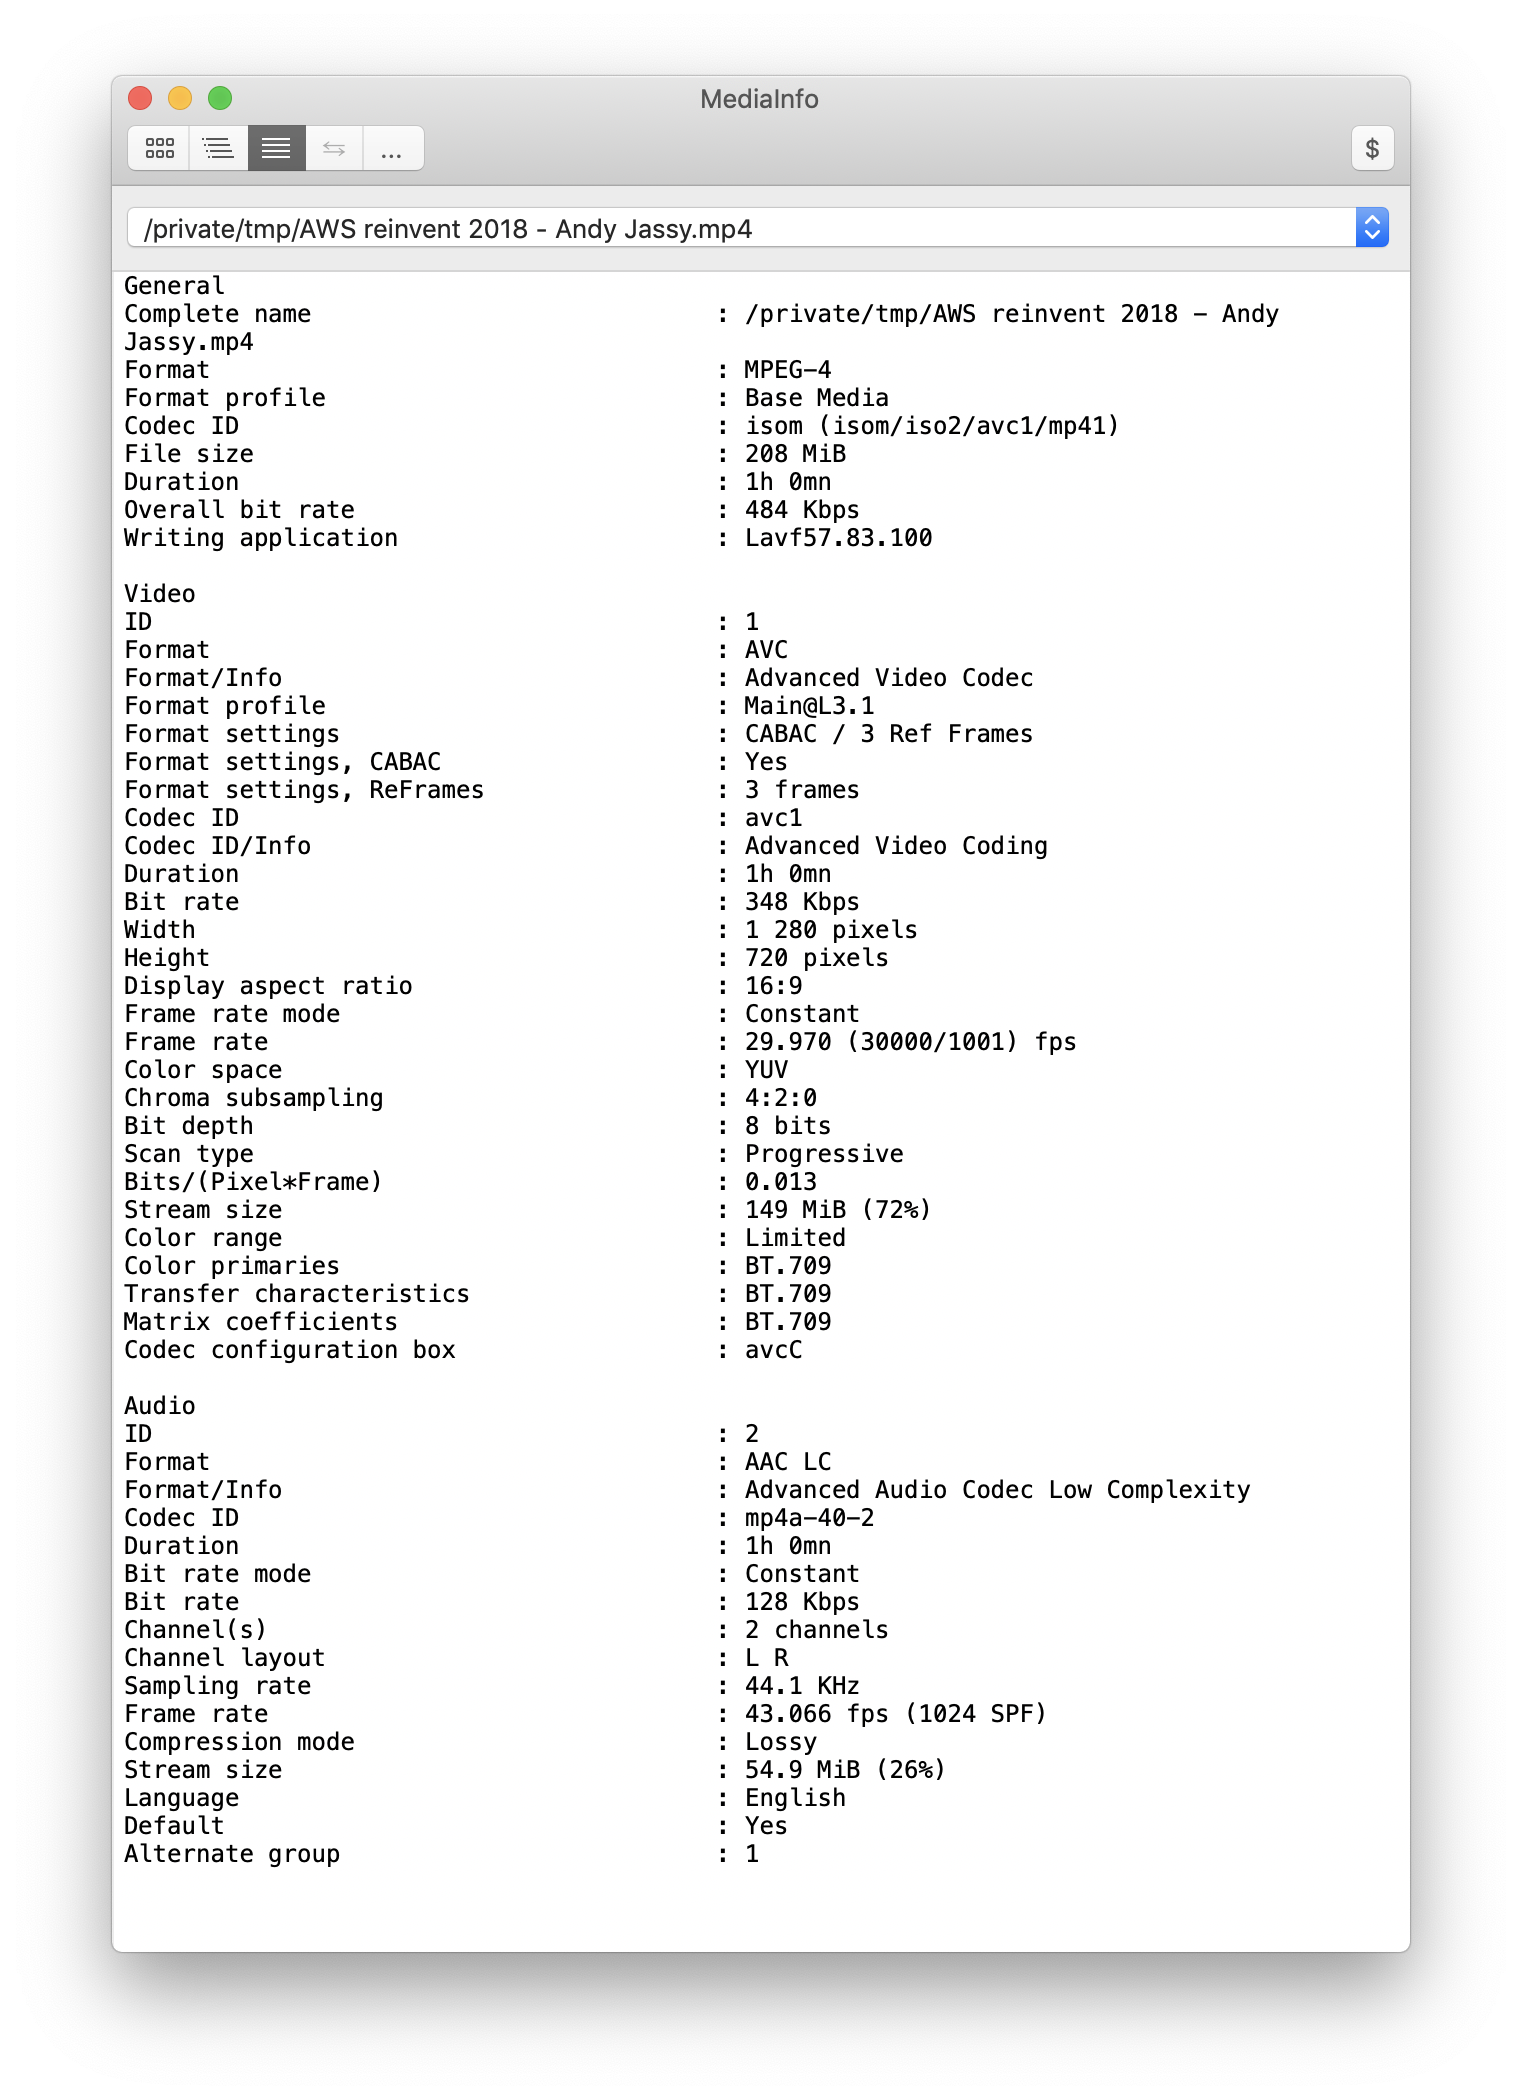 MediaInfo
...
$
/private/tmp/AWS reinvent 2018 - Andy Jassy.mp4
General
Complete name : /private/tmp/AWS reinvent 2018 - Andy
Jassy.mp4
Format : MPEG-4
Format profile : Base Media
Codec ID : isom (isom/iso2/avc1/mp41)
File size : 208 MiB
Duration : 1h 0mn
Overall bit rate : 484 Kbps
Writing application : Lavf57.83.100
Video
ID : 1
Format : AVC
Format/Info : Advanced Video Codec
Format profile : Main@L3.1
Format settings : CABAC / 3 Ref Frames
Format settings, CABAC : Yes
Format settings, ReFrames : 3 frames
Codec ID : avc1
Codec ID/Info : Advanced Video Coding
Duration : 1h 0mn
Bit rate : 348 Kbps
Width : 1 280 pixels
Height : 720 pixels
Display aspect ratio : 16:9
Frame rate mode : Constant
Frame rate : 29.970 (30000/1001) fps
Color space : YUV
Chroma subsampling : 4:2:0
Bit depth : 8 bits
Scan type : Progressive
Bits/(Pixel*Frame) : 0.013
Stream size : 149 MiB (72%)
Color range : Limited
Color primaries : BT.709
Transfer characteristics : BT.709
Matrix coefficients : BT.709
Codec configuration box : avcC
Audio
ID : 2
Format : AAC LC
Format/Info : Advanced Audio Codec Low Complexity
Codec ID : mp4a-40-2
Duration : 1h 0mn
Bit rate mode : Constant
Bit rate : 128 Kbps
Channel(s) : 2 channels
Channel layout : L R
Sampling rate : 44.1 KHz
Frame rate : 43.066 fps (1024 SPF)
Compression mode : Lossy
Stream size : 54.9 MiB (26%)
Language : English
Default : Yes
Alternate group : 1